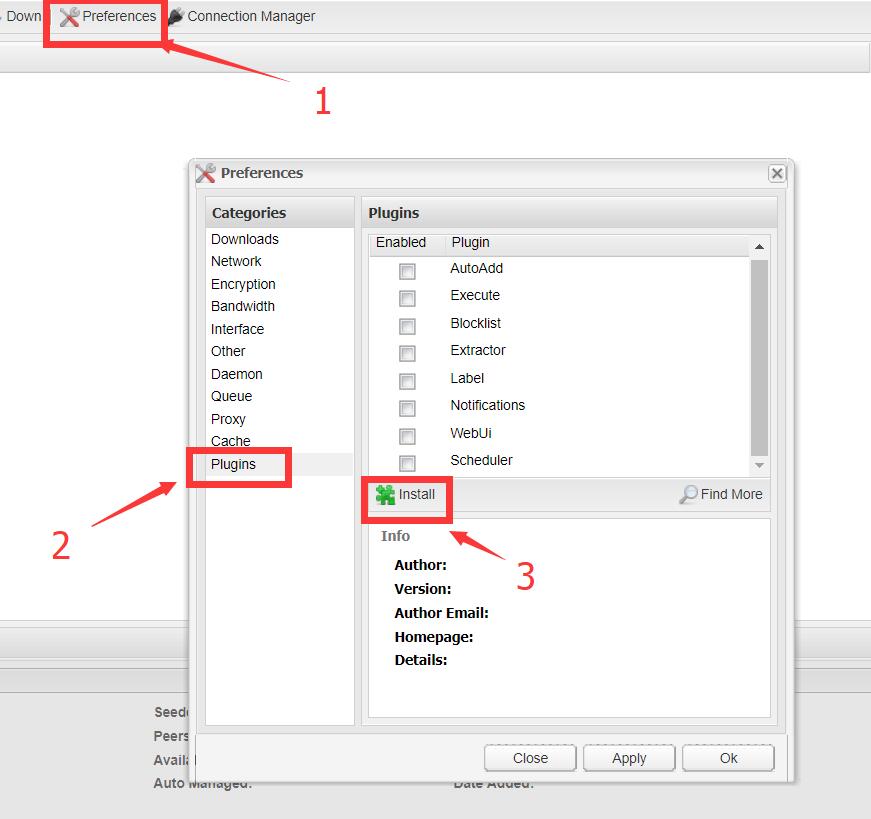 Down Preferences Connection Manager
1
Preferences
Categories
Downloads
Network
Encryption
Bandwidth
Interface
Other
Daemon
Queue
Proxy
Cache
Plugins
2
Plugins
Enabled Plugin
AutoAdd
Execute
Blocklist
Extractor
Label
Notifications
WebUi
Scheduler
Install Find More
3
Info
Author:
Version:
Author Email:
Homepage:
Details:
Close Apply Ok
Seed
Peers
Availa
Auto Managed: Date Added: